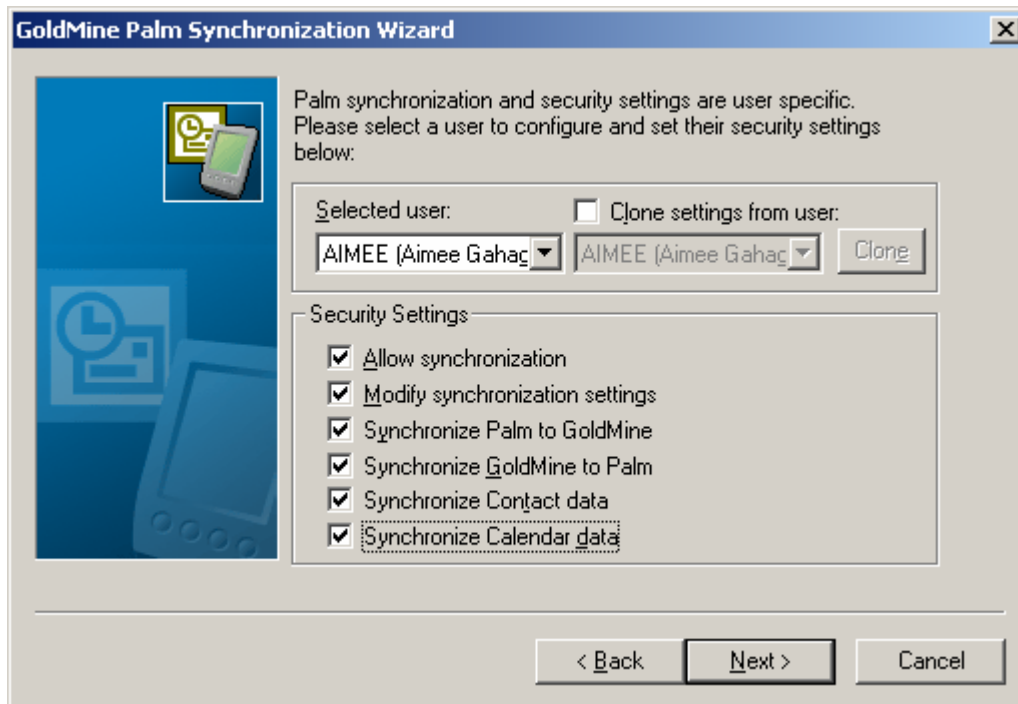 GoldMine Palm Synchronization Wizard
Palm synchronization and security settings are user specific.
Please select a user to configure and set their security settings
below:
Selected user:
Clone settings from user:
AIMEE (Aimee Gahag
AIMEE (Aimee Gahag
Clone
Security Settings
Allow synchronization
Modify synchronization settings
Synchronize Palm to GoldMine
Synchronize GoldMine to Palm
Synchronize Contact data
Synchronize Calendar data
< Back
Next >
Cancel